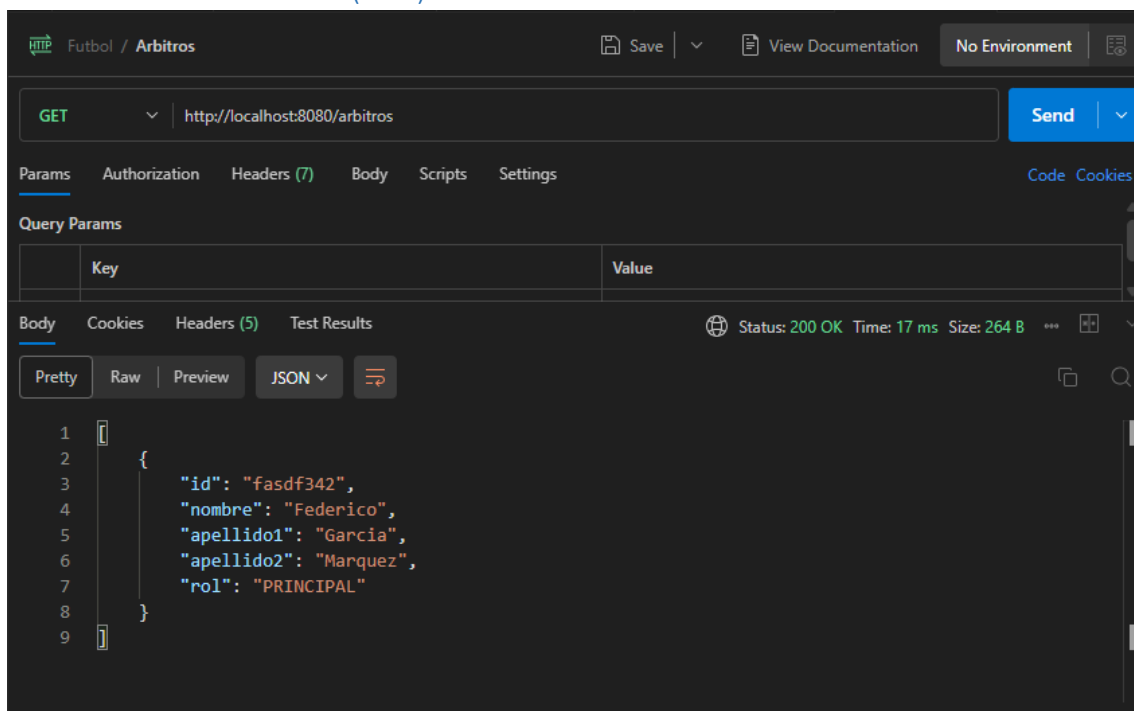 HTTP Futbol / Arbitros Save View Documentation No Environment
GET http://localhost:8080/arbitros Send
Params Authorization Headers (7) Body Scripts Settings Code Cookies
Query Params
Key Value
Body Cookies Headers (5) Test Results Status: 200 OK Time: 17 ms Size: 264 B
Pretty Raw Preview JSON
1 [
2 {
3 "id": "fasdf342",
4 "nombre": "Federico",
5 "apellido1": "Garcia",
6 "apellido2": "Marquez",
7 "rol": "PRINCIPAL"
8 }
9 ]